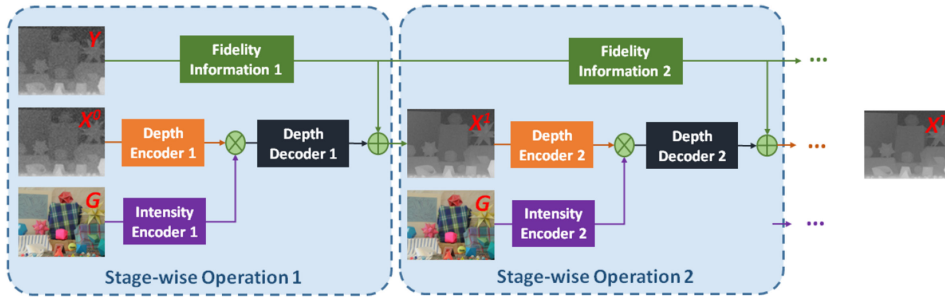 Y
Fidelity
Information 1
Fidelity
Information 2
...
X⁰
Depth
Encoder 1
Depth
Decoder 1
X¹
Depth
Encoder 2
Depth
Decoder 2
...
G
Intensity
Encoder 1
G
Intensity
Encoder 2
...
Stage-wise Operation 1
Stage-wise Operation 2